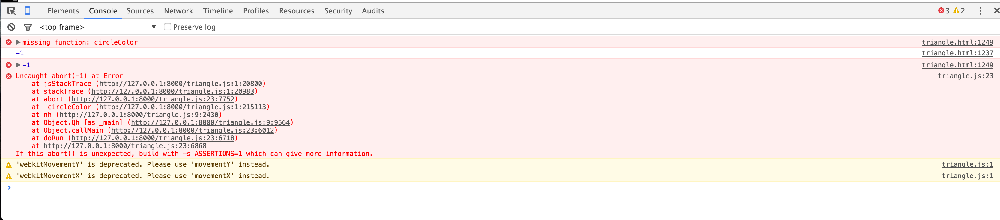 Elements Console Sources Network Timeline Profiles Resources Security Audits 3 2
<top frame> Preserve log
missing function: circleColor triangle.html:1249
-1 triangle.html:1237
-1 triangle.html:1249
Uncaught abort(-1) at Error triangle.js:23
at jsStackTrace (http://127.0.0.1:8000/triangle.js:1:20800)
at stackTrace (http://127.0.0.1:8000/triangle.js:1:20983)
at abort (http://127.0.0.1:8000/triangle.js:23:7752)
at _circleColor (http://127.0.0.1:8000/triangle.js:1:215113)
at nh (http://127.0.0.1:8000/triangle.js:9:2430)
at Object.Qh [as _main] (http://127.0.0.1:8000/triangle.js:9:9564)
at Object.callMain (http://127.0.0.1:8000/triangle.js:23:6012)
at doRun (http://127.0.0.1:8000/triangle.js:23:6718)
at http://127.0.0.1:8000/triangle.js:23:6868
If this abort() is unexpected, build with -s ASSERTIONS=1 which can give more information.
'webkitMovementY' is deprecated. Please use 'movementY' instead. triangle.js:1
'webkitMovementX' is deprecated. Please use 'movementX' instead. triangle.js:1